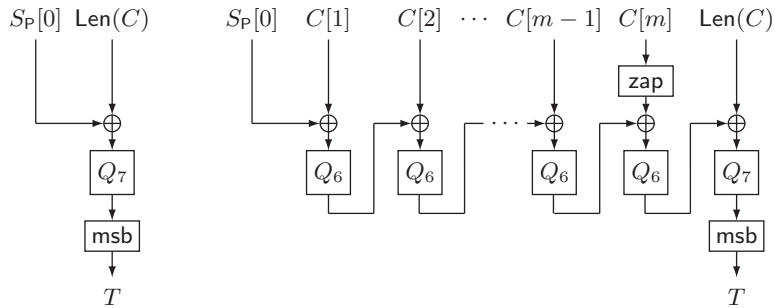 S_P[0] Len(C) S_P[0] C[1] C[2] ··· C[m − 1] C[m] Len(C)
zap
⊕ ⊕ ⊕ ··· ⊕ ⊕ ⊕
Q_7 Q_6 Q_6 Q_6 Q_6 Q_7
msb msb
T T